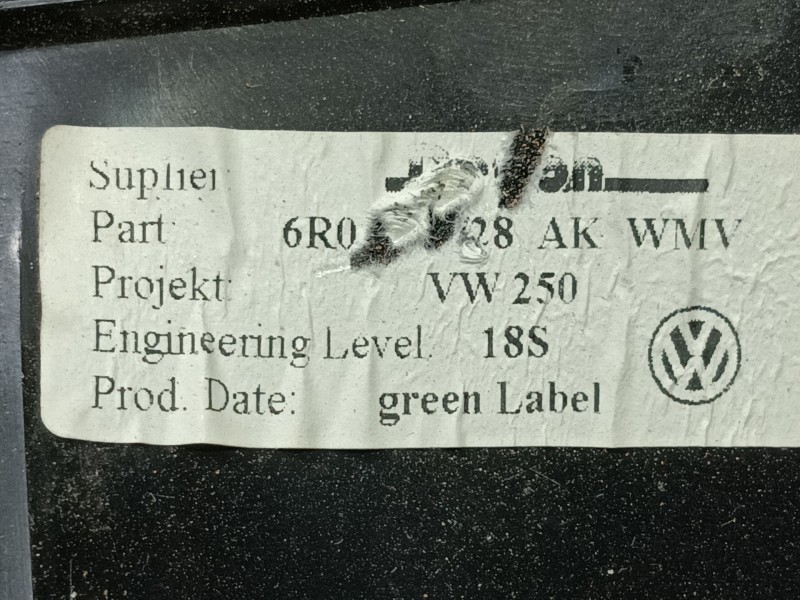 Suplier
Part 6R0 28 AK WMV
Projekt: VW 250
Engineering Level: 18S
Prod. Date: green Label